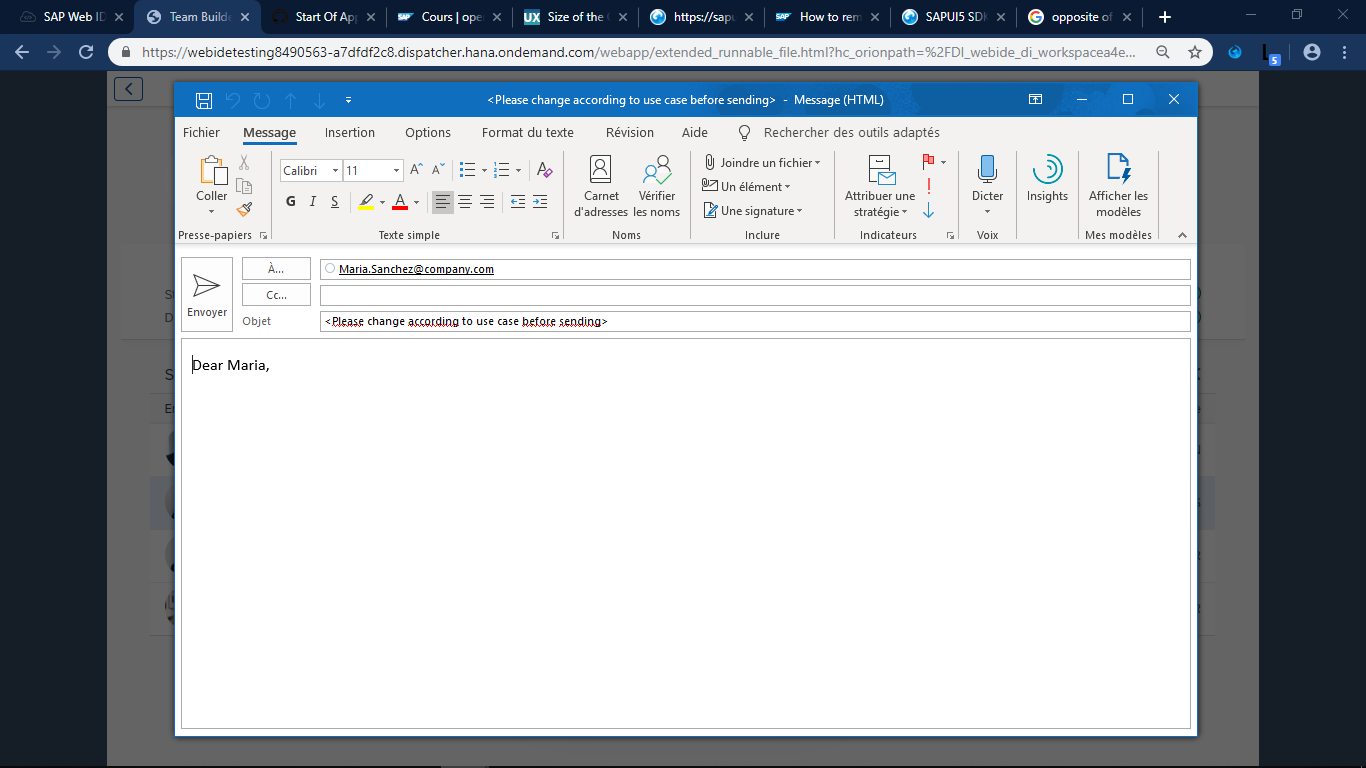 SAP Web ID
Team Builde
Start Of App
Cours | ope
UX Size of the
https://sapu
SAP How to rem
SAPUI5 SDK
opposite of
https://webidetesting8490563-a7dfdf2c8.dispatcher.hana.ondemand.com/webapp/extended_runnable_file.html?hc_orionpath=%2FDI_webide_di_workspacea4e...
5
<Please change according to use case before sending> - Message (HTML)
Fichier Message Insertion Options Format du texte Révision Aide Rechercher des outils adaptés
Coller
Presse-papiers
Calibri 11
G I S
Texte simple
Carnet d'adresses
Vérifier les noms
Noms
Joindre un fichier
Un élément
Une signature
Inclure
Attribuer une stratégie
Indicateurs
Dicter
Voix
Insights
Afficher les modèles
Mes modèles
Envoyer
À...
Maria.Sanchez@company.com
Cc...
Objet
<Please change according to use case before sending>
Dear Maria,